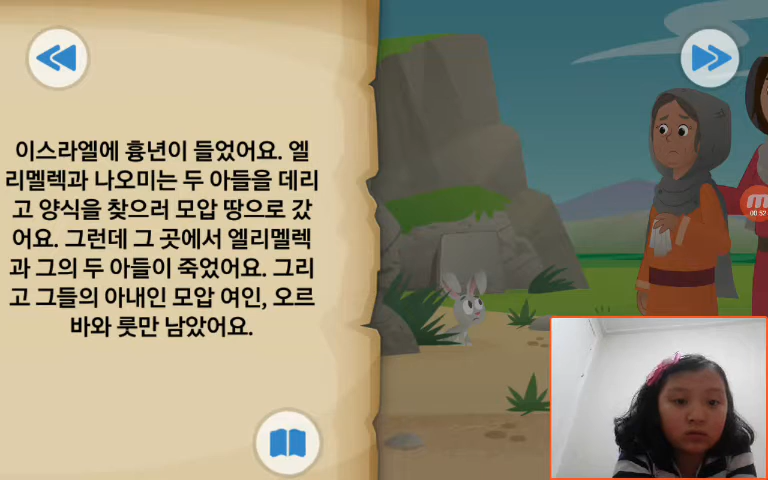 이스라엘에 흉년이 들었어요. 엘
리멜렉과 나오미는 두 아들을 데리
고 양식을 찾으러 모압 땅으로 갔
어요. 그런데 그 곳에서 엘리멜렉
과 그의 두 아들이 죽었어요. 그리
고 그들의 아내인 모압 여인, 오르
바와 룻만 남았어요.
00:52